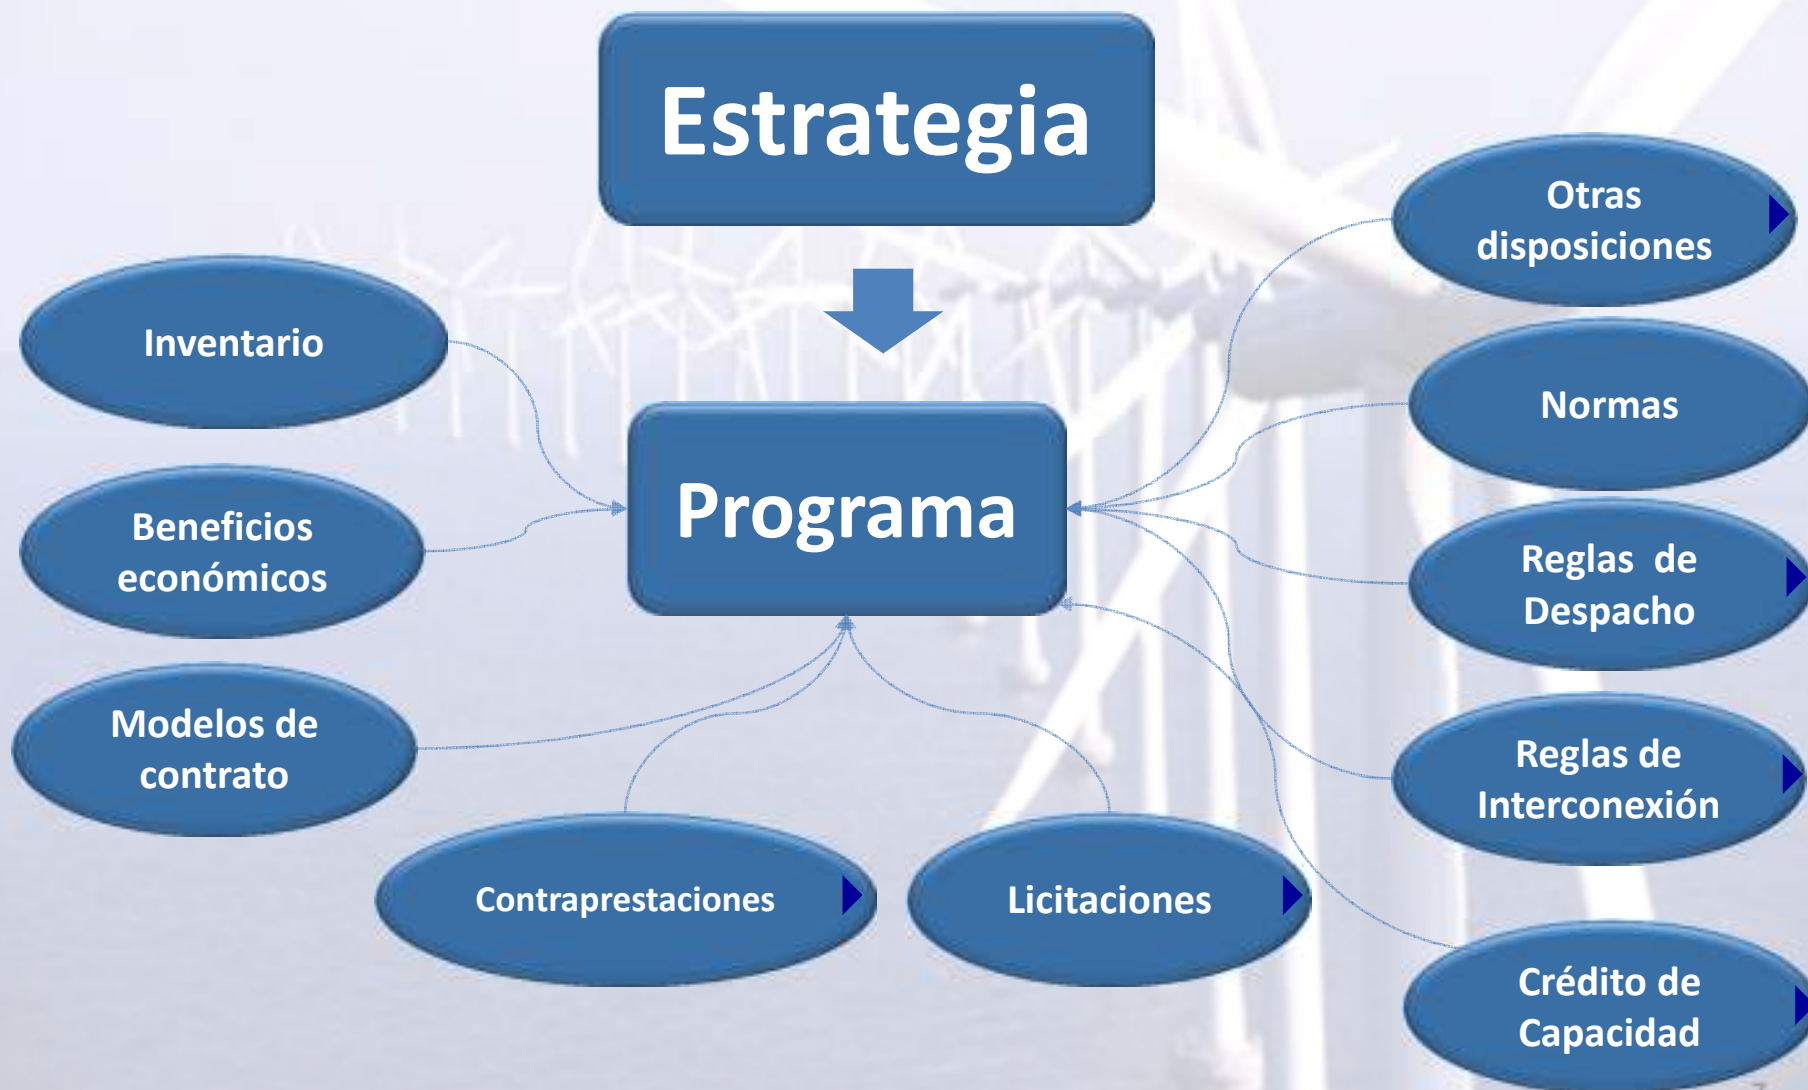 Estrategia
Programa
Inventario
Beneficios
económicos
Modelos de
contrato
Contraprestaciones
Licitaciones
Otras
disposiciones
Normas
Reglas de
Despacho
Reglas de
Interconexión
Crédito de
Capacidad